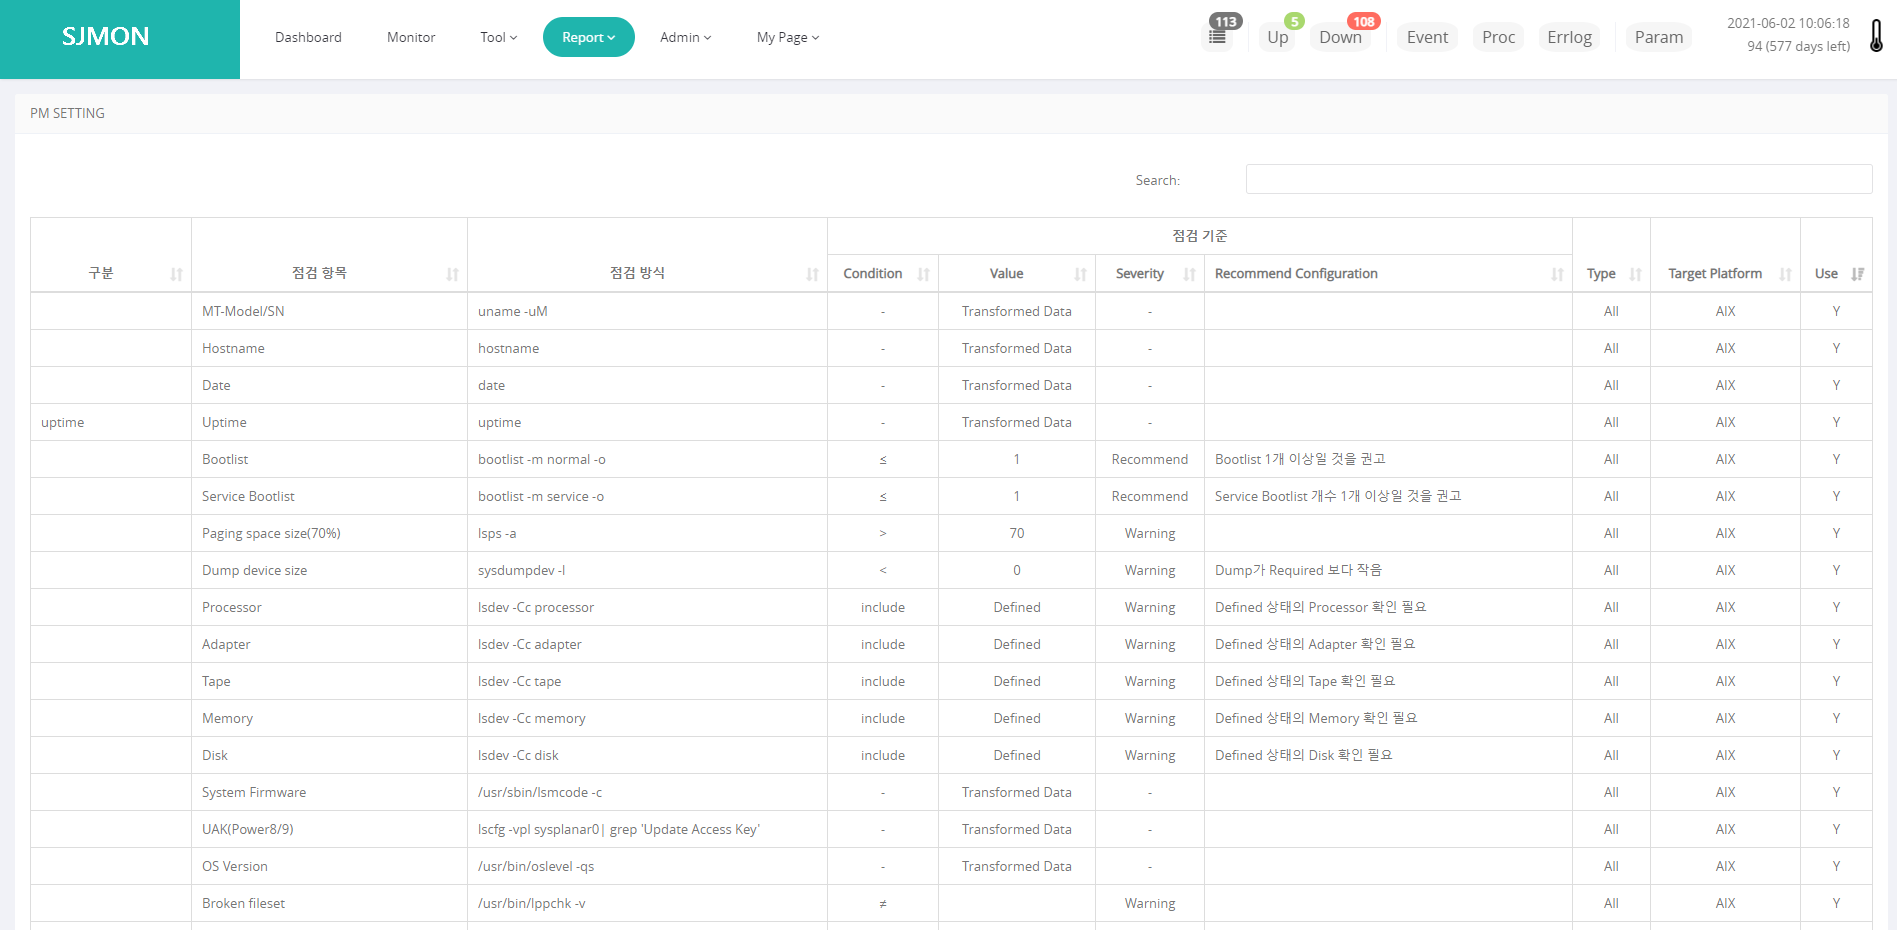 SJMON
Dashboard Monitor Tool Report Admin My Page
113 Up 5 Down 108 Event Proc Errlog Param
2021-06-02 10:06:18
94 (577 days left)
PM SETTING
Search:
점검 기준
구분 점검 항목 점검 방식 Condition Value Severity Recommend Configuration Type Target Platform Use
MT-Model/SN uname -uM - Transformed Data - All AIX Y
Hostname hostname - Transformed Data - All AIX Y
Date date - Transformed Data - All AIX Y
uptime Uptime uptime - Transformed Data - All AIX Y
Bootlist bootlist -m normal -o ≤ 1 Recommend Bootlist 1개 이상일 것을 권고 All AIX Y
Service Bootlist bootlist -m service -o ≤ 1 Recommend Service Bootlist 개수 1개 이상일 것을 권고 All AIX Y
Paging space size(70%) lsps -a > 70 Warning All AIX Y
Dump device size sysdumpdev -l < 0 Warning Dump가 Required 보다 작음 All AIX Y
Processor lsdev -Cc processor include Defined Warning Defined 상태의 Processor 확인 필요 All AIX Y
Adapter lsdev -Cc adapter include Defined Warning Defined 상태의 Adapter 확인 필요 All AIX Y
Tape lsdev -Cc tape include Defined Warning Defined 상태의 Tape 확인 필요 All AIX Y
Memory lsdev -Cc memory include Defined Warning Defined 상태의 Memory 확인 필요 All AIX Y
Disk lsdev -Cc disk include Defined Warning Defined 상태의 Disk 확인 필요 All AIX Y
System Firmware /usr/sbin/lsmcode -c - Transformed Data - All AIX Y
UAK(Power8/9) lscfg -vpl sysplanar0| grep 'Update Access Key' - Transformed Data - All AIX Y
OS Version /usr/bin/oslevel -qs - Transformed Data - All AIX Y
Broken fileset /usr/bin/lppchk -v ≠ Warning All AIX Y